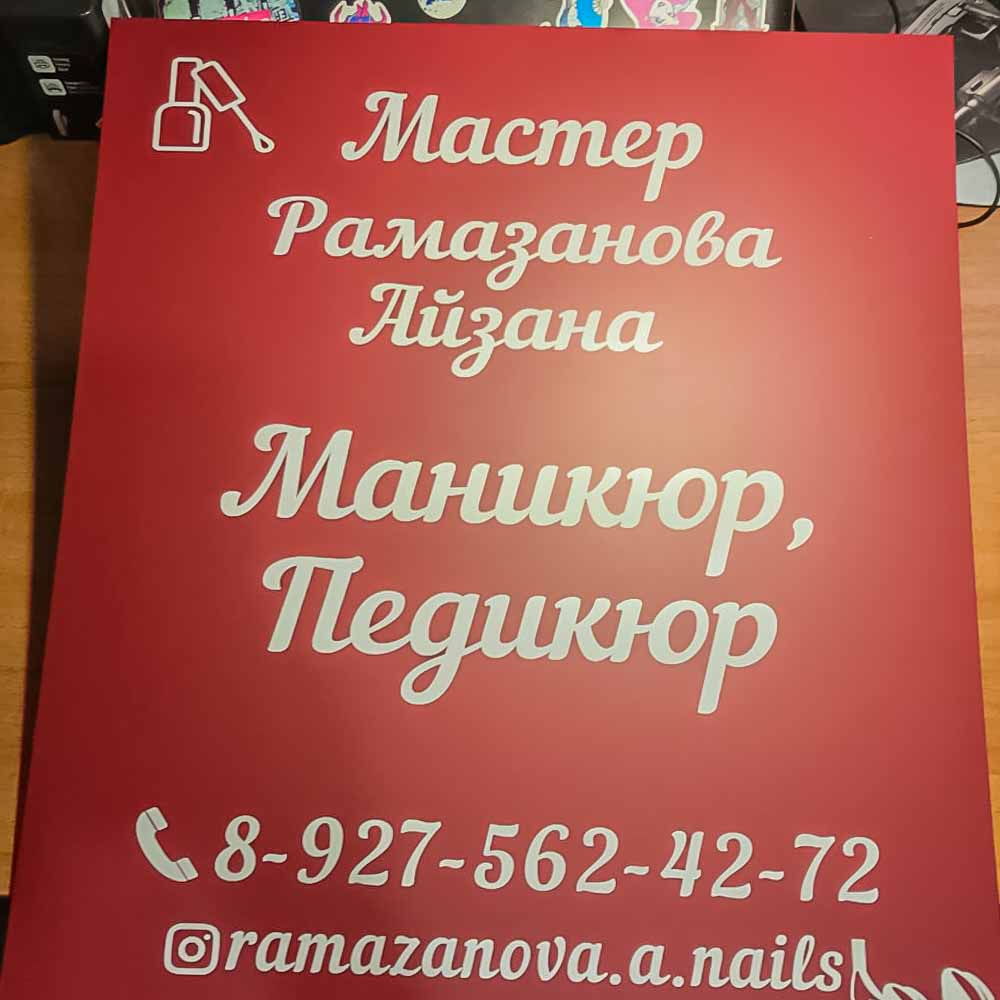 Мастер
Рамазанова
Айзана
Маникюр,
Педикюр
8-927-562-42-72
ramazanova.a.nails